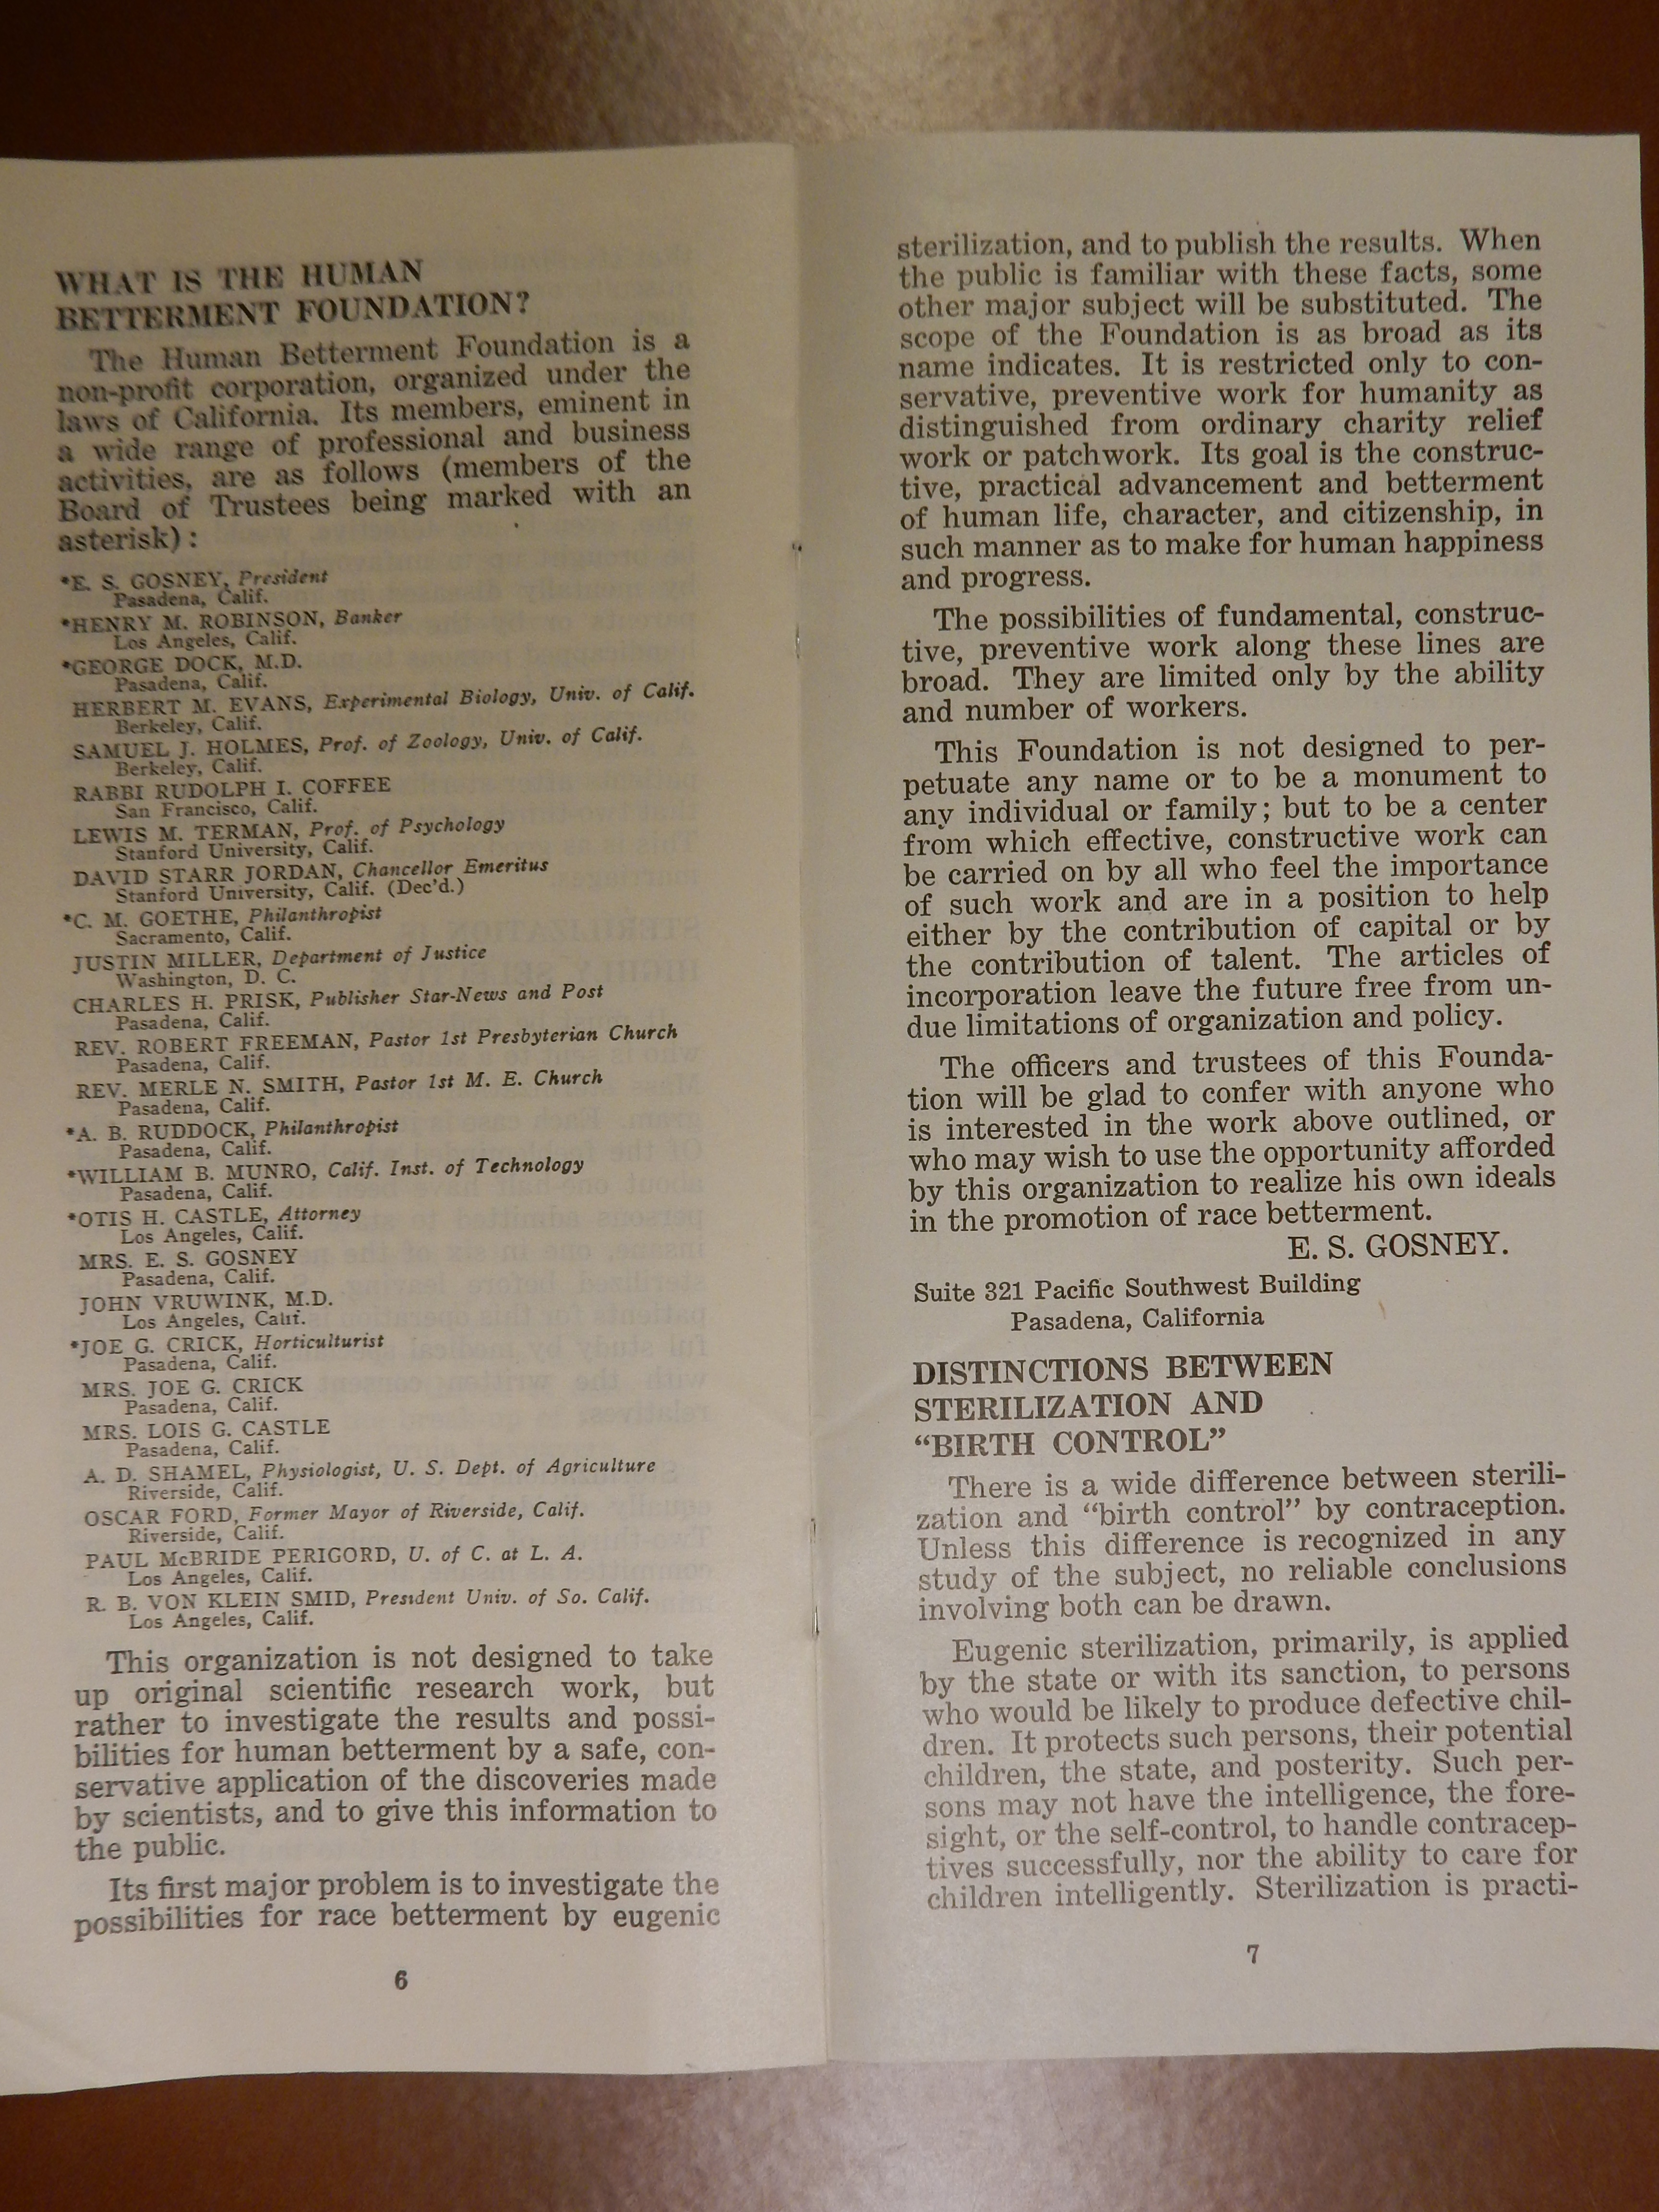 WHAT IS THE HUMAN
BETTERMENT FOUNDATION?
The Human Betterment Foundation is a
non-profit corporation, organized under the
laws of California. Its members, eminent in
a wide range of professional and business
activities, are as follows (members of the
Board of Trustees being marked with an
asterisk) :
*E. S. GOSNEY, President
Pasadena, Calif.
*HENRY M. ROBINSON, Banker
Los Angeles, Calif.
*GEORGE DOCK, M.D.
Pasadena, Calif.
HERBERT M. EVANS, Experimental Biology, Univ. of Calif.
Berkeley, Calif.
SAMUEL J. HOLMES, Prof. of Zoology, Univ. of Calif.
Berkeley, Calif.
RABBI RUDOLPH I. COFFEE
San Francisco, Calif.
LEWIS M. TERMAN, Prof. of Psychology
Stanford University, Calif.
DAVID STARR JORDAN, Chancellor Emeritus
Stanford University, Calif. (Dec'd.)
*C. M. GOETHE, Philanthropist
Sacramento, Calif.
JUSTIN MILLER, Department of Justice
Washington, D. C.
CHARLES H. PRISK, Publisher Star-News and Post
Pasadena, Calif.
REV. ROBERT FREEMAN, Pastor 1st Presbyterian Church
Pasadena, Calif.
REV. MERLE N. SMITH, Pastor 1st M. E. Church
Pasadena, Calif.
*A. B. RUDDOCK, Philanthropist
Pasadena, Calif.
*WILLIAM B. MUNRO, Calif. Inst. of Technology
Pasadena, Calif.
*OTIS H. CASTLE, Attorney
Los Angeles, Calif.
MRS. E. S. GOSNEY
Pasadena, Calif.
JOHN VRUWINK, M.D.
Los Angeles, Calif.
*JOE G. CRICK, Horticulturist
Pasadena, Calif.
MRS. JOE G. CRICK
Pasadena, Calif.
MRS. LOIS G. CASTLE
Pasadena, Calif.
A. D. SHAMEL, Physiologist, U. S. Dept. of Agriculture
Riverside, Calif.
OSCAR FORD, Former Mayor of Riverside, Calif.
Riverside, Calif.
PAUL McBRIDE PERIGORD, U. of C. at L. A.
Los Angeles, Calif.
R. B. VON KLEIN SMID, President Univ. of So. Calif.
Los Angeles, Calif.
This organization is not designed to take
up original scientific research work, but
rather to investigate the results and possi-
bilities for human betterment by a safe, con-
servative application of the discoveries made
by scientists, and to give this information to
the public.
Its first major problem is to investigate the
possibilities for race betterment by eugenic
6
sterilization, and to publish the results. When
the public is familiar with these facts, some
other major subject will be substituted. The
scope of the Foundation is as broad as its
name indicates. It is restricted only to con-
servative, preventive work for humanity as
distinguished from ordinary charity relief
work or patchwork. Its goal is the construc-
tive, practical advancement and betterment
of human life, character, and citizenship, in
such manner as to make for human happiness
and progress.
The possibilities of fundamental, construc-
tive, preventive work along these lines are
broad. They are limited only by the ability
and number of workers.
This Foundation is not designed to per-
petuate any name or to be a monument to
any individual or family; but to be a center
from which effective, constructive work can
be carried on by all who feel the importance
of such work and are in a position to help
either by the contribution of capital or by
the contribution of talent. The articles of
incorporation leave the future free from un-
due limitations of organization and policy.
The officers and trustees of this Founda-
tion will be glad to confer with anyone who
is interested in the work above outlined, or
who may wish to use the opportunity afforded
by this organization to realize his own ideals
in the promotion of race betterment.
E. S. GOSNEY.
Suite 321 Pacific Southwest Building
Pasadena, California
DISTINCTIONS BETWEEN
STERILIZATION AND
“BIRTH CONTROL”
There is a wide difference between sterili-
zation and “birth control” by contraception.
Unless this difference is recognized in any
study of the subject, no reliable conclusions
involving both can be drawn.
Eugenic sterilization, primarily, is applied
by the state or with its sanction, to persons
who would be likely to produce defective chil-
dren. It protects such persons, their potential
children, the state, and posterity. Such per-
sons may not have the intelligence, the fore-
sight, or the self-control, to handle contracep-
tives successfully, nor the ability to care for
children intelligently. Sterilization is practi-
7